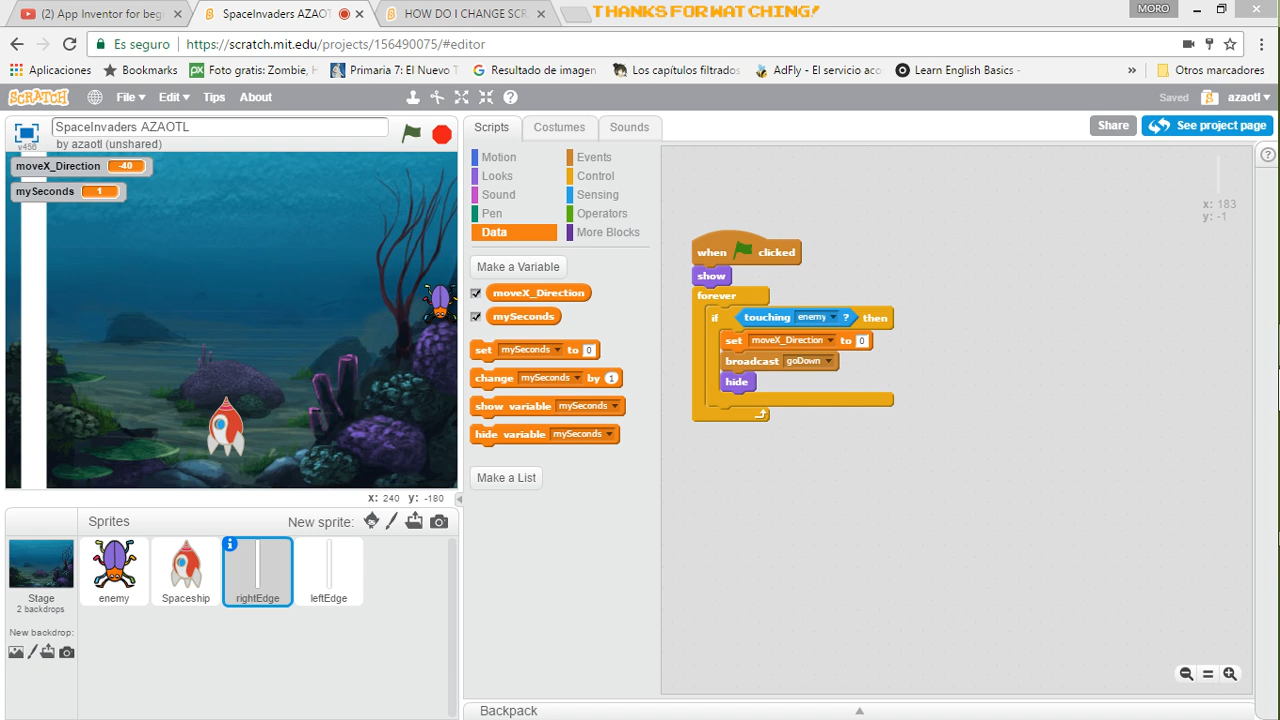 (2) App Inventor for begi
SpaceInvaders AZAOT
HOW DO I CHANGE SCR
THANKS FOR WATCHING!
MORO
Es seguro
https://scratch.mit.edu/projects/156490075/#editor
Aplicaciones
Bookmarks
Foto gratis: Zombie, H
Primaria 7: El Nuevo T
Resultado de imagen
Los capítulos filtrados
AdFly - El servicio aco
Learn English Basics -
»
Otros marcadores
SCRATCH
File
Edit
Tips
About
Saved
azaotl
v456
SpaceInvaders AZAOTL
by azaotl (unshared)
Scripts
Costumes
Sounds
Share
See project page
moveX_Direction -40
mySeconds 1
Motion
Looks
Sound
Pen
Data
Events
Control
Sensing
Operators
More Blocks
Make a Variable
moveX_Direction
mySeconds
set mySeconds to 0
change mySeconds by 1
show variable mySeconds
hide variable mySeconds
Make a List
x: 183
y: -1
when clicked
show
forever
if touching enemy ? then
set moveX_Direction to 0
broadcast goDown
hide
x: 240 y: -180
Sprites
New sprite:
Stage
2 backdrops
New backdrop:
enemy
Spaceship
rightEdge
leftEdge
Backpack